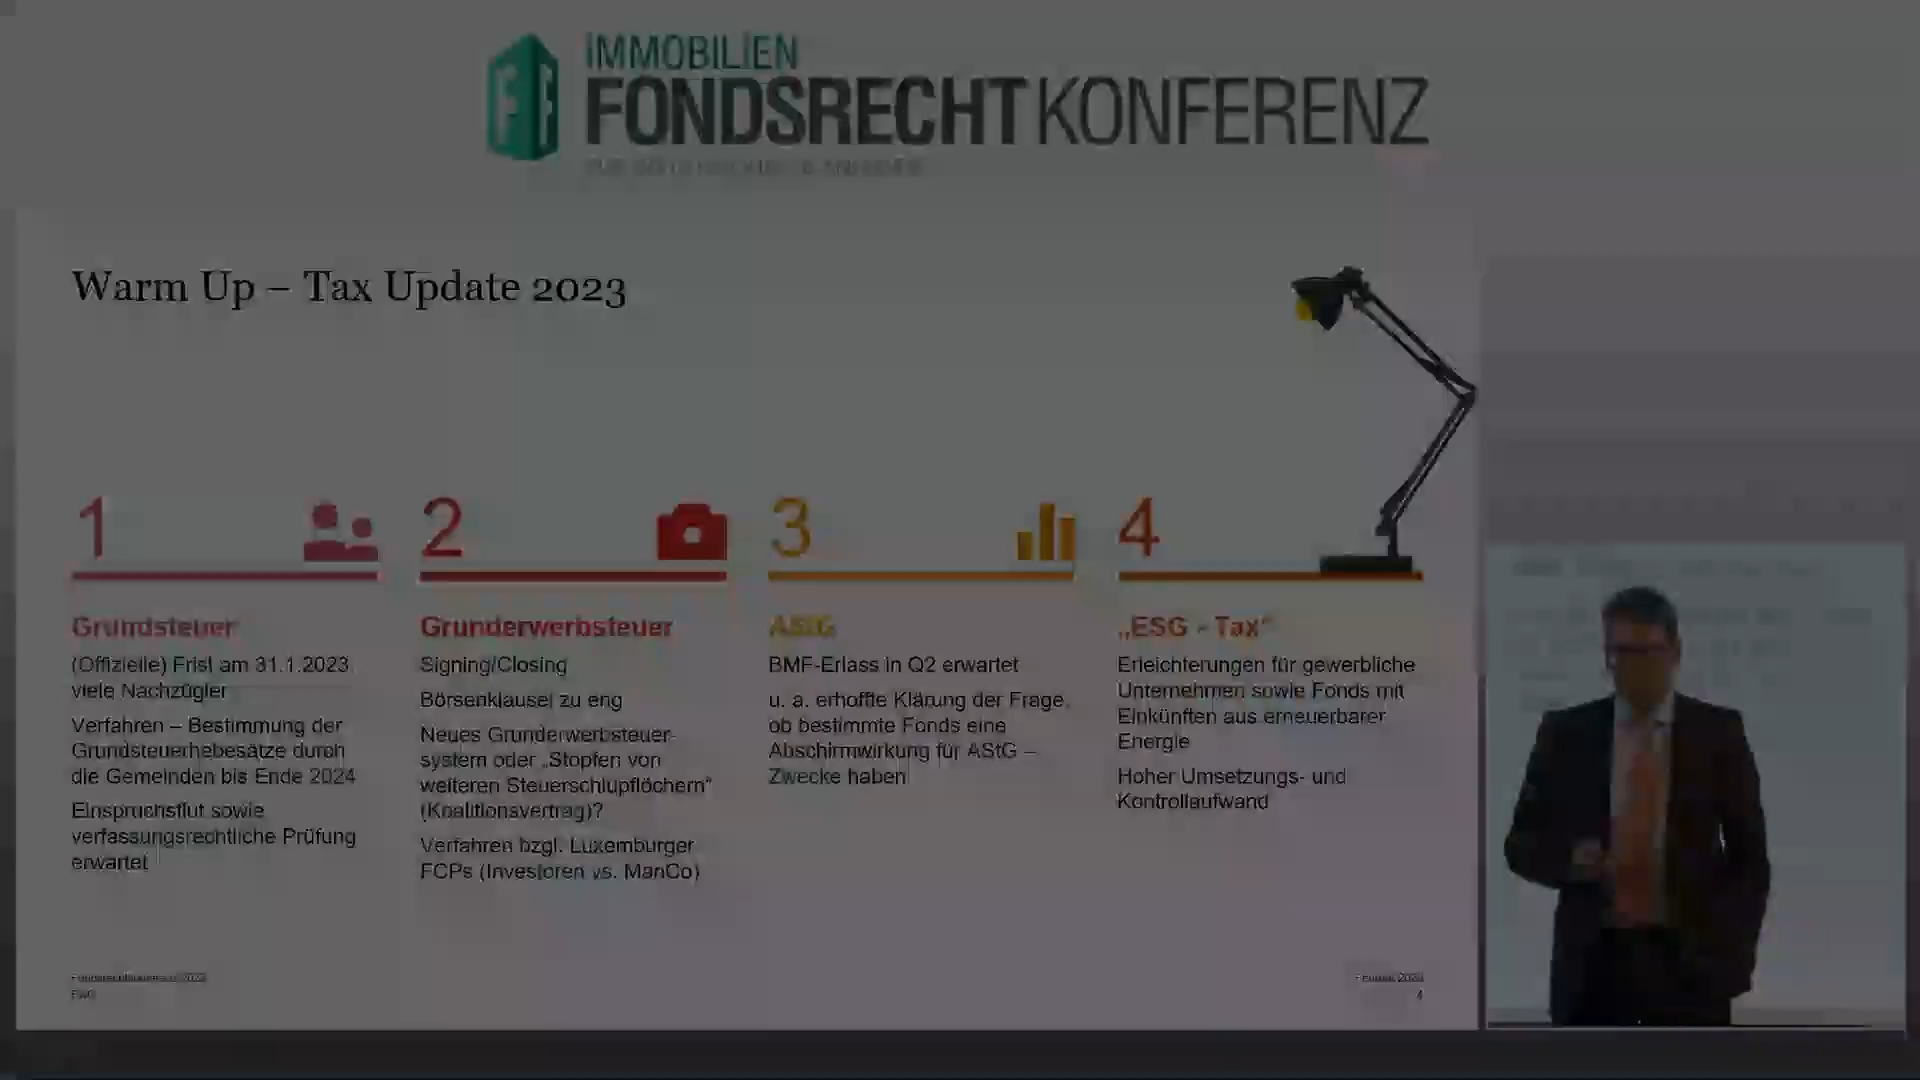 IMMOBILIEN
FONDSRECHTKONFERENZ
Warm Up – Tax Update 2023
1
2
3
4
Grundsteuer
(Offizielle) Frist am 31.1.2023
viele Nachzügler
Verfahren – Bestimmung der
Grundsteuerhebesätze durch
die Gemeinden bis Ende 2024
Einspruchsflut sowie
verfassungsrechtliche Prüfung
erwartet
Grunderwerbsteuer
Signing/Closing
Börsenklausel zu eng
Neues Grunderwerbsteuer-
system oder „Stopfen von
weiteren Steuerschlupflöchern“
(Koalitionsvertrag)?
Verfahren bzgl. Luxemburger
FCPs (Investoren vs. ManCo)
AStG
BMF-Erlass in Q2 erwartet
u. a. erhoffte Klärung der Frage,
ob bestimmte Fonds eine
Abschirmwirkung für AStG –
Zwecke haben
„ESG - Tax“
Erleichterungen für gewerbliche
Unternehmen sowie Fonds mit
Einkünften aus erneuerbarer
Energie
Hoher Umsetzungs- und
Kontrollaufwand
PwC
4